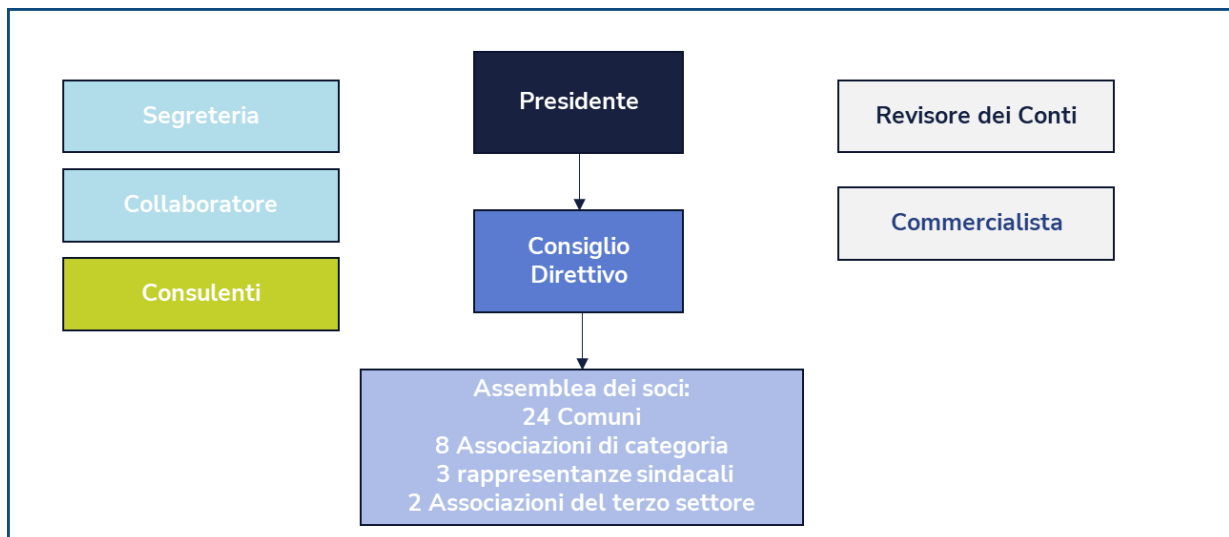 Segreteria
Collaboratore
Consulenti
Presidente
Consiglio
Direttivo
Assemblea dei soci:
24 Comuni
8 Associazioni di categoria
3 rappresentanze sindacali
2 Associazioni del terzo settore
Revisore dei Conti
Commercialista